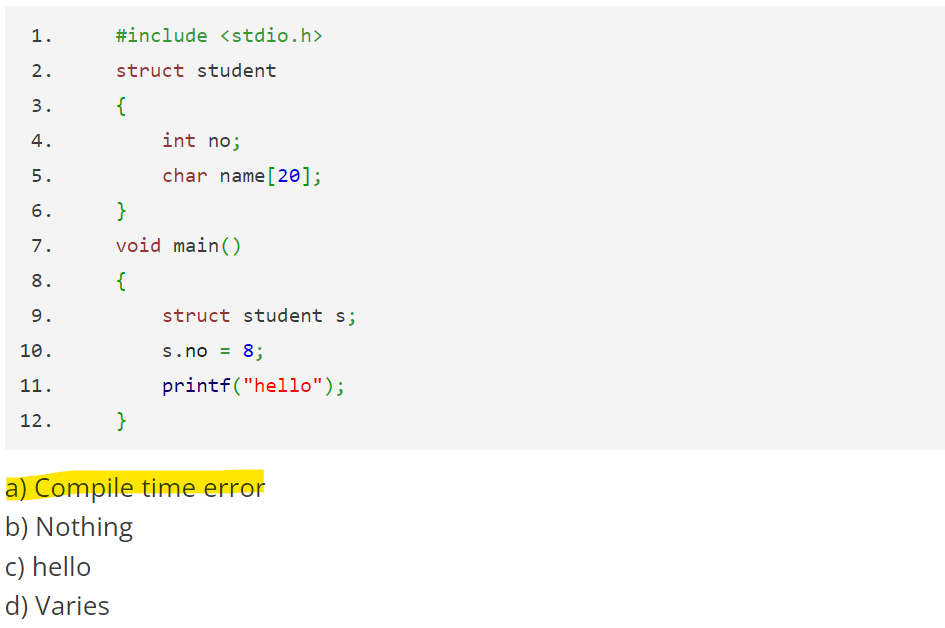 1. #include <stdio.h>
2. struct student
3. {
4. int no;
5. char name[20];
6. }
7. void main()
8. {
9. struct student s;
10. s.no = 8;
11. printf("hello");
12. }
a) Compile time error
b) Nothing
c) hello
d) Varies